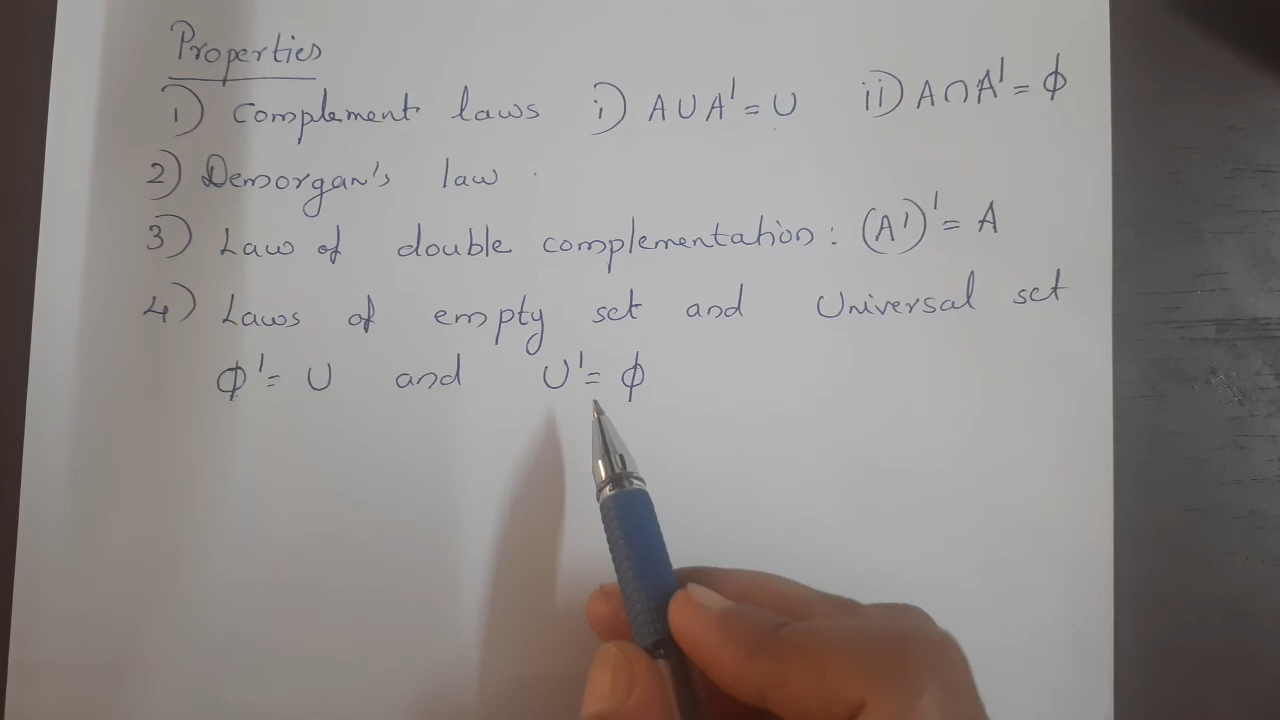 Properties
1) Complement laws i) A∪A' = U ii) A∩A' = ϕ
2) Demorgan's law.
3) Law of double complementation: (A')' = A
4) Laws of empty set and Universal set
ϕ' = U and U' = ϕ